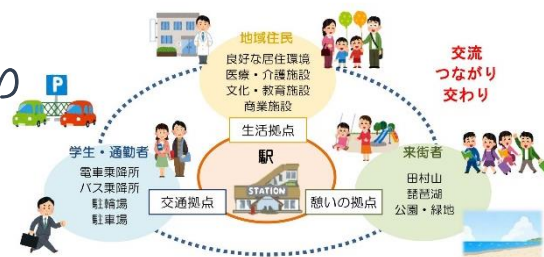 地域住民
良好な居住環境
医療・介護施設
文化・教育施設
商業施設
生活拠点
交流
つながり
交わり
の
P
学生・通勤者
電車乗降所
バス乗降所
駐輪場
駐車場
交通拠点
駅
STATION
憩いの拠点
来街者
田村山
琵琶湖
公園・緑地